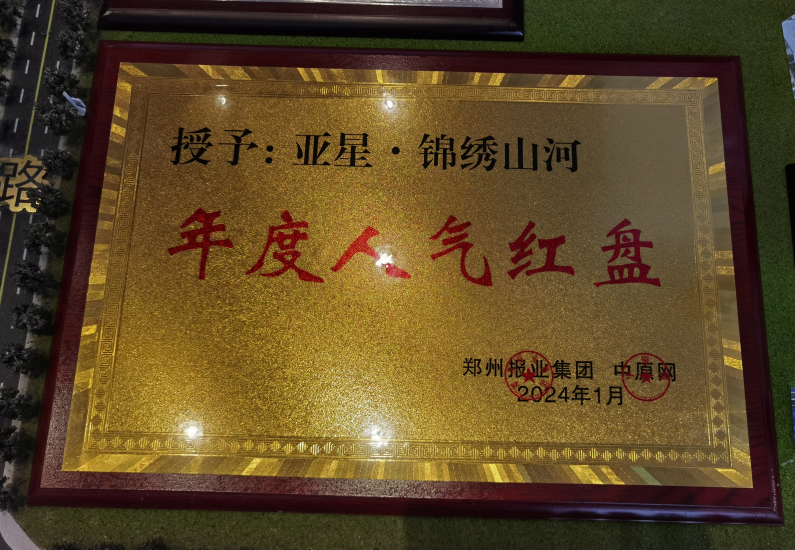 路
授予：亚星·锦绣山河
年度人气红盘
郑州报业集团 中原网
2024年1月